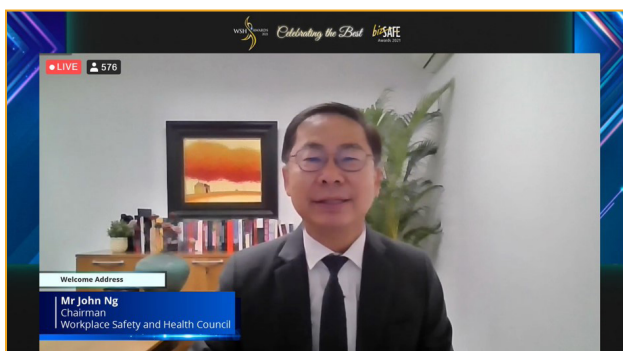 WSH AWARDS
Celebrating the Best
bizSAFE
Awards 2021
LIVE 576
Welcome Address
Mr John Ng
Chairman
Workplace Safety and Health Council